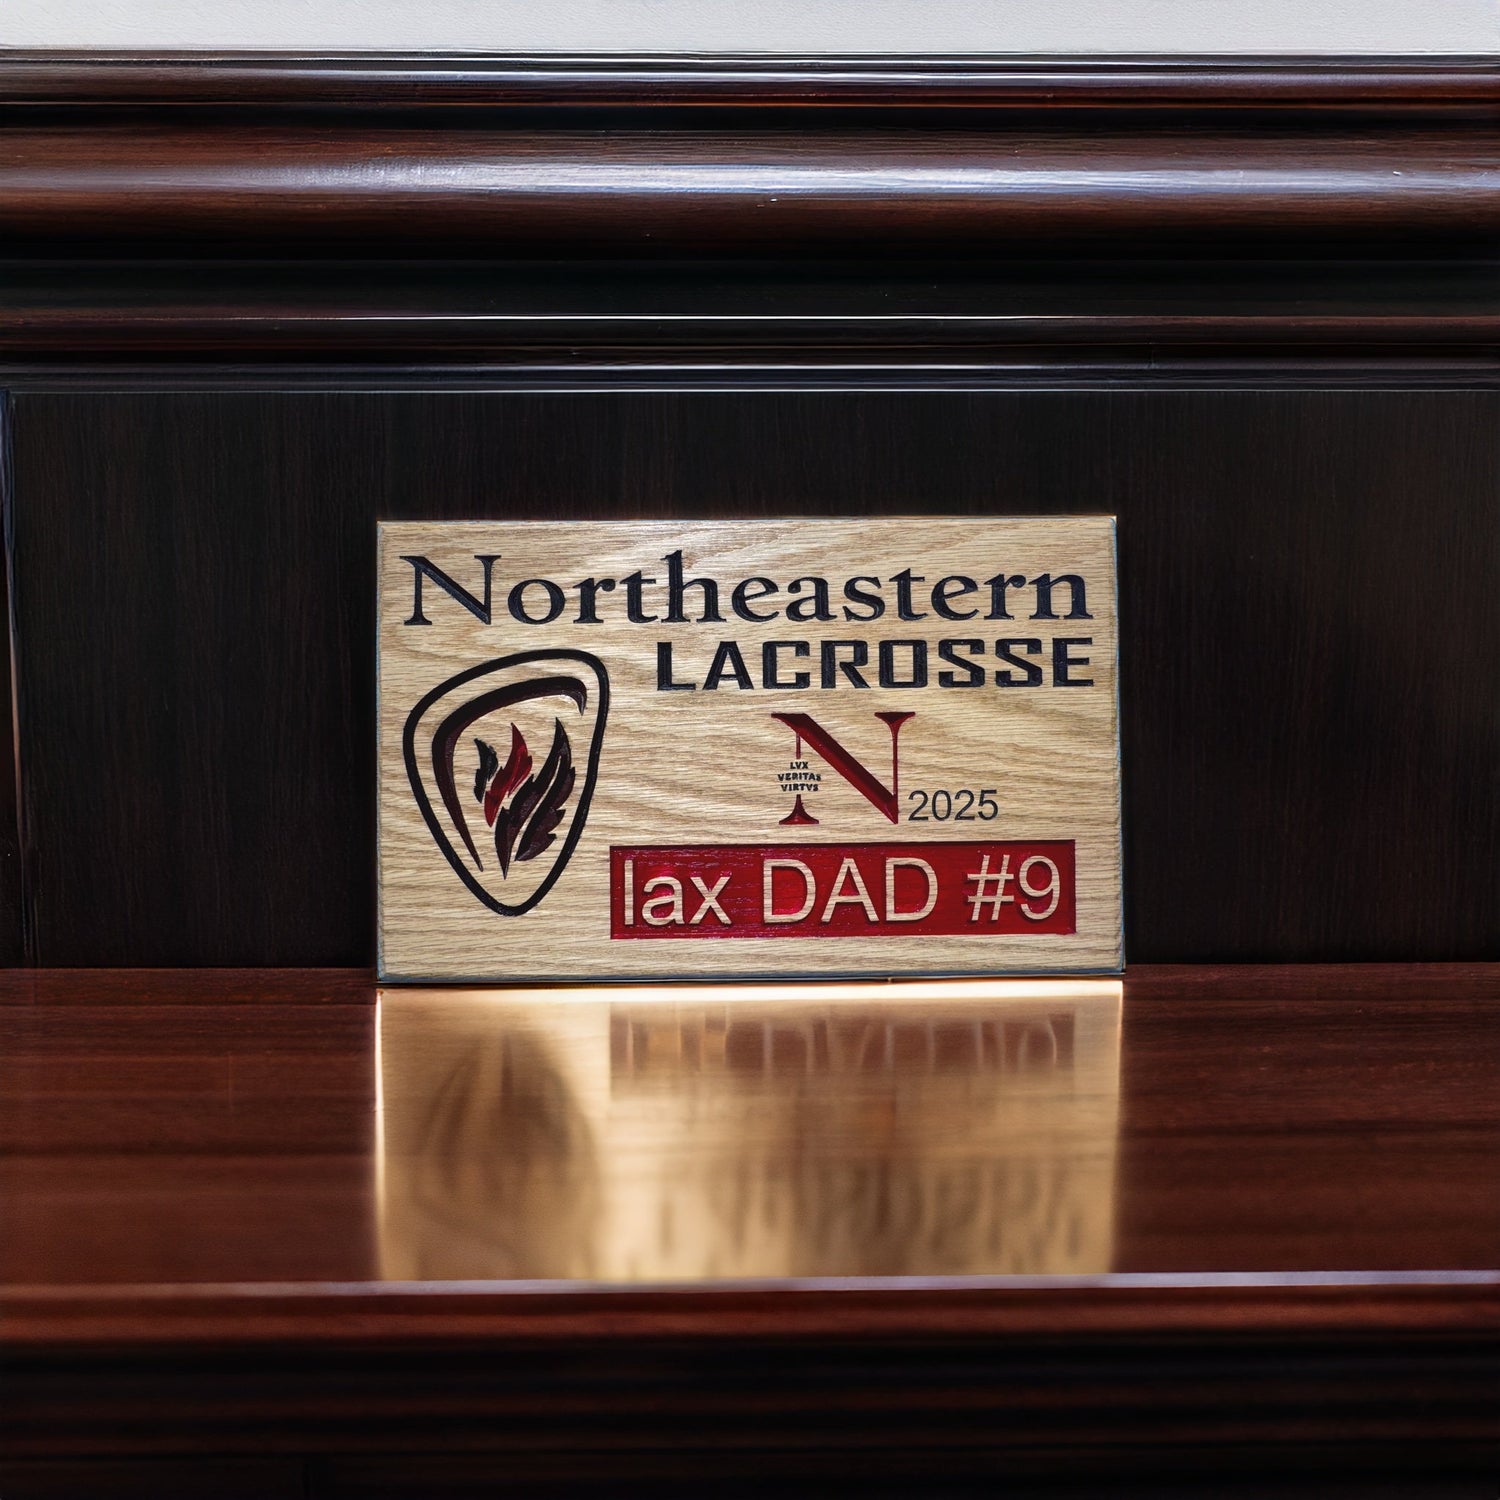 Northeastern
LACROSSE
N
LVX
VERITAS
VIRTVS
2025
lax DAD #9